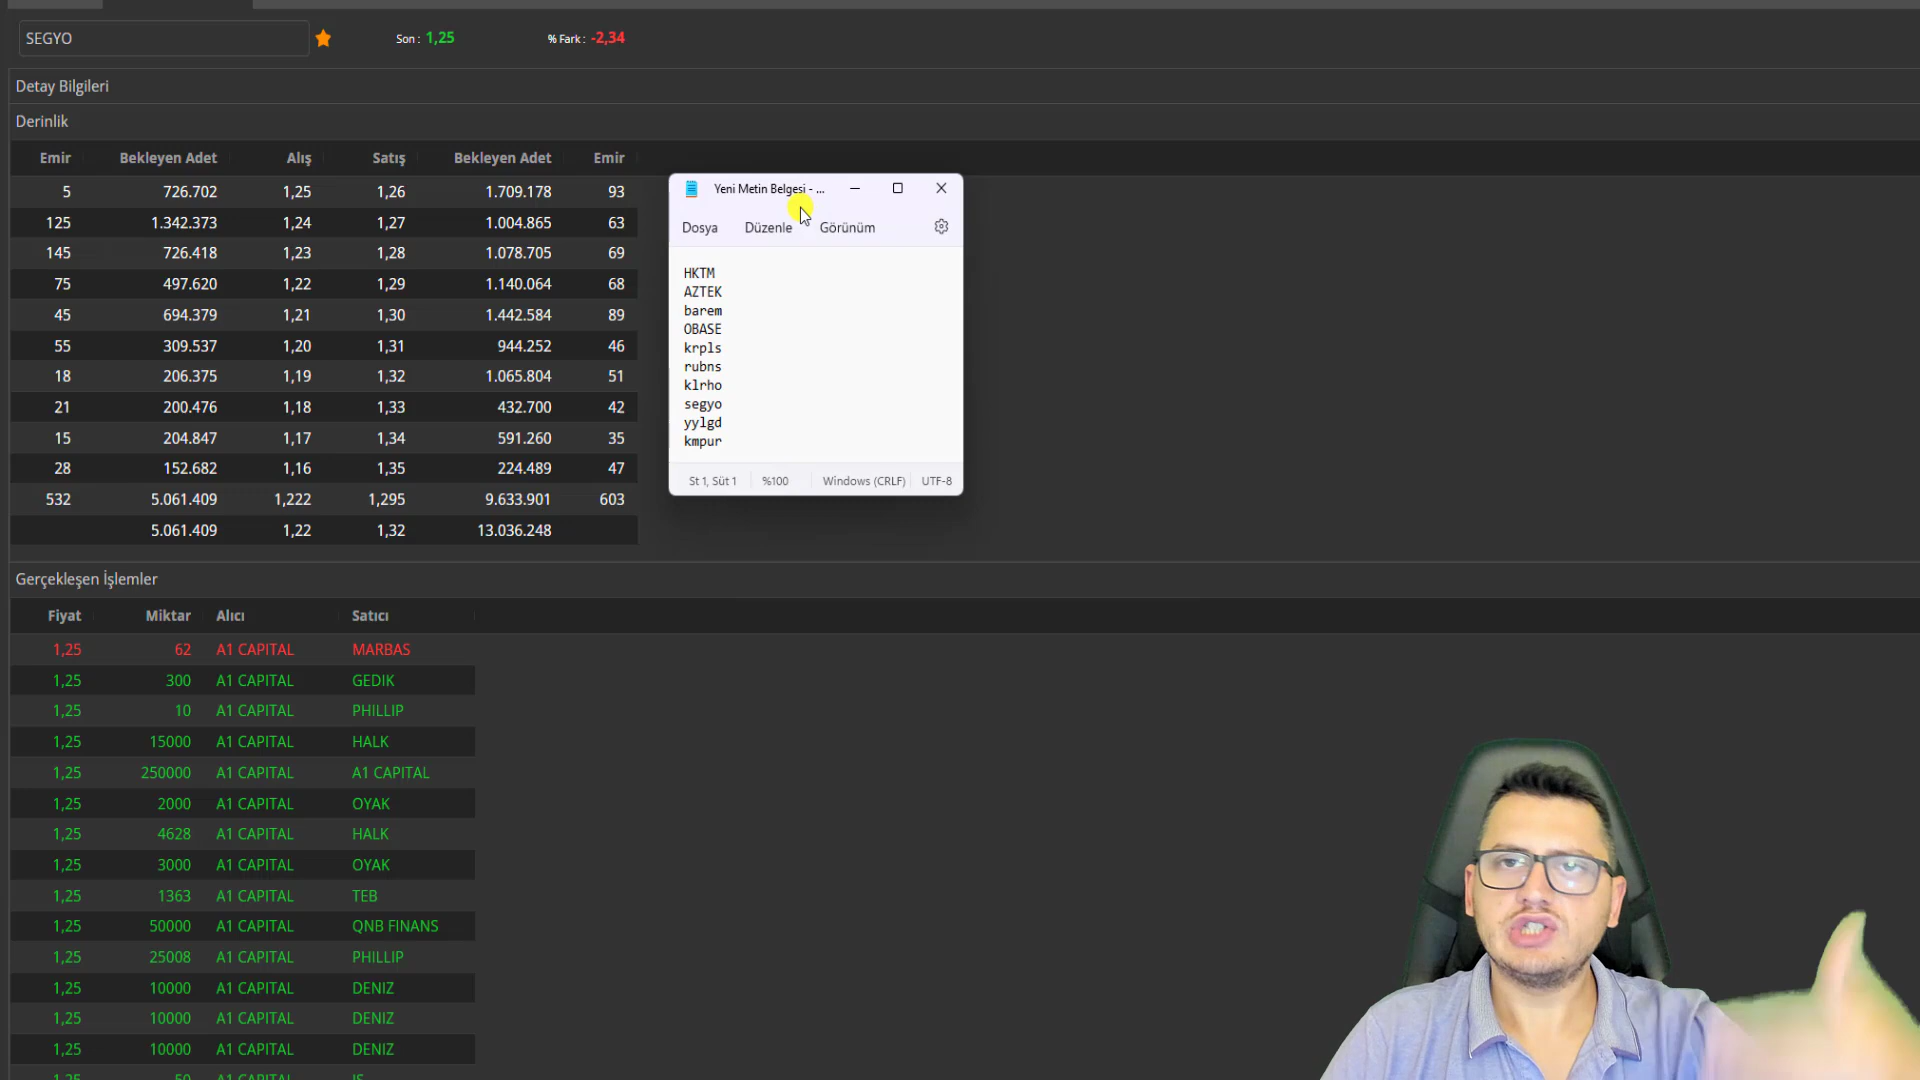 SEGYO Son : 1,25 % Fark : -2,34
Detay Bilgileri
Derinlik
Emir Bekleyen Adet Alış Satış Bekleyen Adet Emir
5 726.702 1,25 1,26 1.709.178 93
125 1.342.373 1,24 1,27 1.004.865 63
145 726.418 1,23 1,28 1.078.705 69
75 497.620 1,22 1,29 1.140.064 68
45 694.379 1,21 1,30 1.442.584 89
55 309.537 1,20 1,31 944.252 46
18 206.375 1,19 1,32 1.065.804 51
21 200.476 1,18 1,33 432.700 42
15 204.847 1,17 1,34 591.260 35
28 152.682 1,16 1,35 224.489 47
532 5.061.409 1,222 1,295 9.633.901 603
5.061.409 1,22 1,32 13.036.248
Yeni Metin Belgesi - ...
Dosya Düzenle Görünüm
HKTM
AZTEK
barem
OBASE
krpls
rubns
klrho
segyo
yylgd
kmpur
St 1, Süt 1 %100 Windows (CRLF) UTF-8
Gerçekleşen İşlemler
Fiyat Miktar Alıcı Satıcı
1,25 62 A1 CAPITAL MARBAS
1,25 300 A1 CAPITAL GEDIK
1,25 10 A1 CAPITAL PHILLIP
1,25 15000 A1 CAPITAL HALK
1,25 250000 A1 CAPITAL A1 CAPITAL
1,25 2000 A1 CAPITAL OYAK
1,25 4628 A1 CAPITAL HALK
1,25 3000 A1 CAPITAL OYAK
1,25 1363 A1 CAPITAL TEB
1,25 50000 A1 CAPITAL QNB FINANS
1,25 25008 A1 CAPITAL PHILLIP
1,25 10000 A1 CAPITAL DENIZ
1,25 10000 A1 CAPITAL DENIZ
1,25 10000 A1 CAPITAL DENIZ
1,25 50 A1 CAPITAL IS